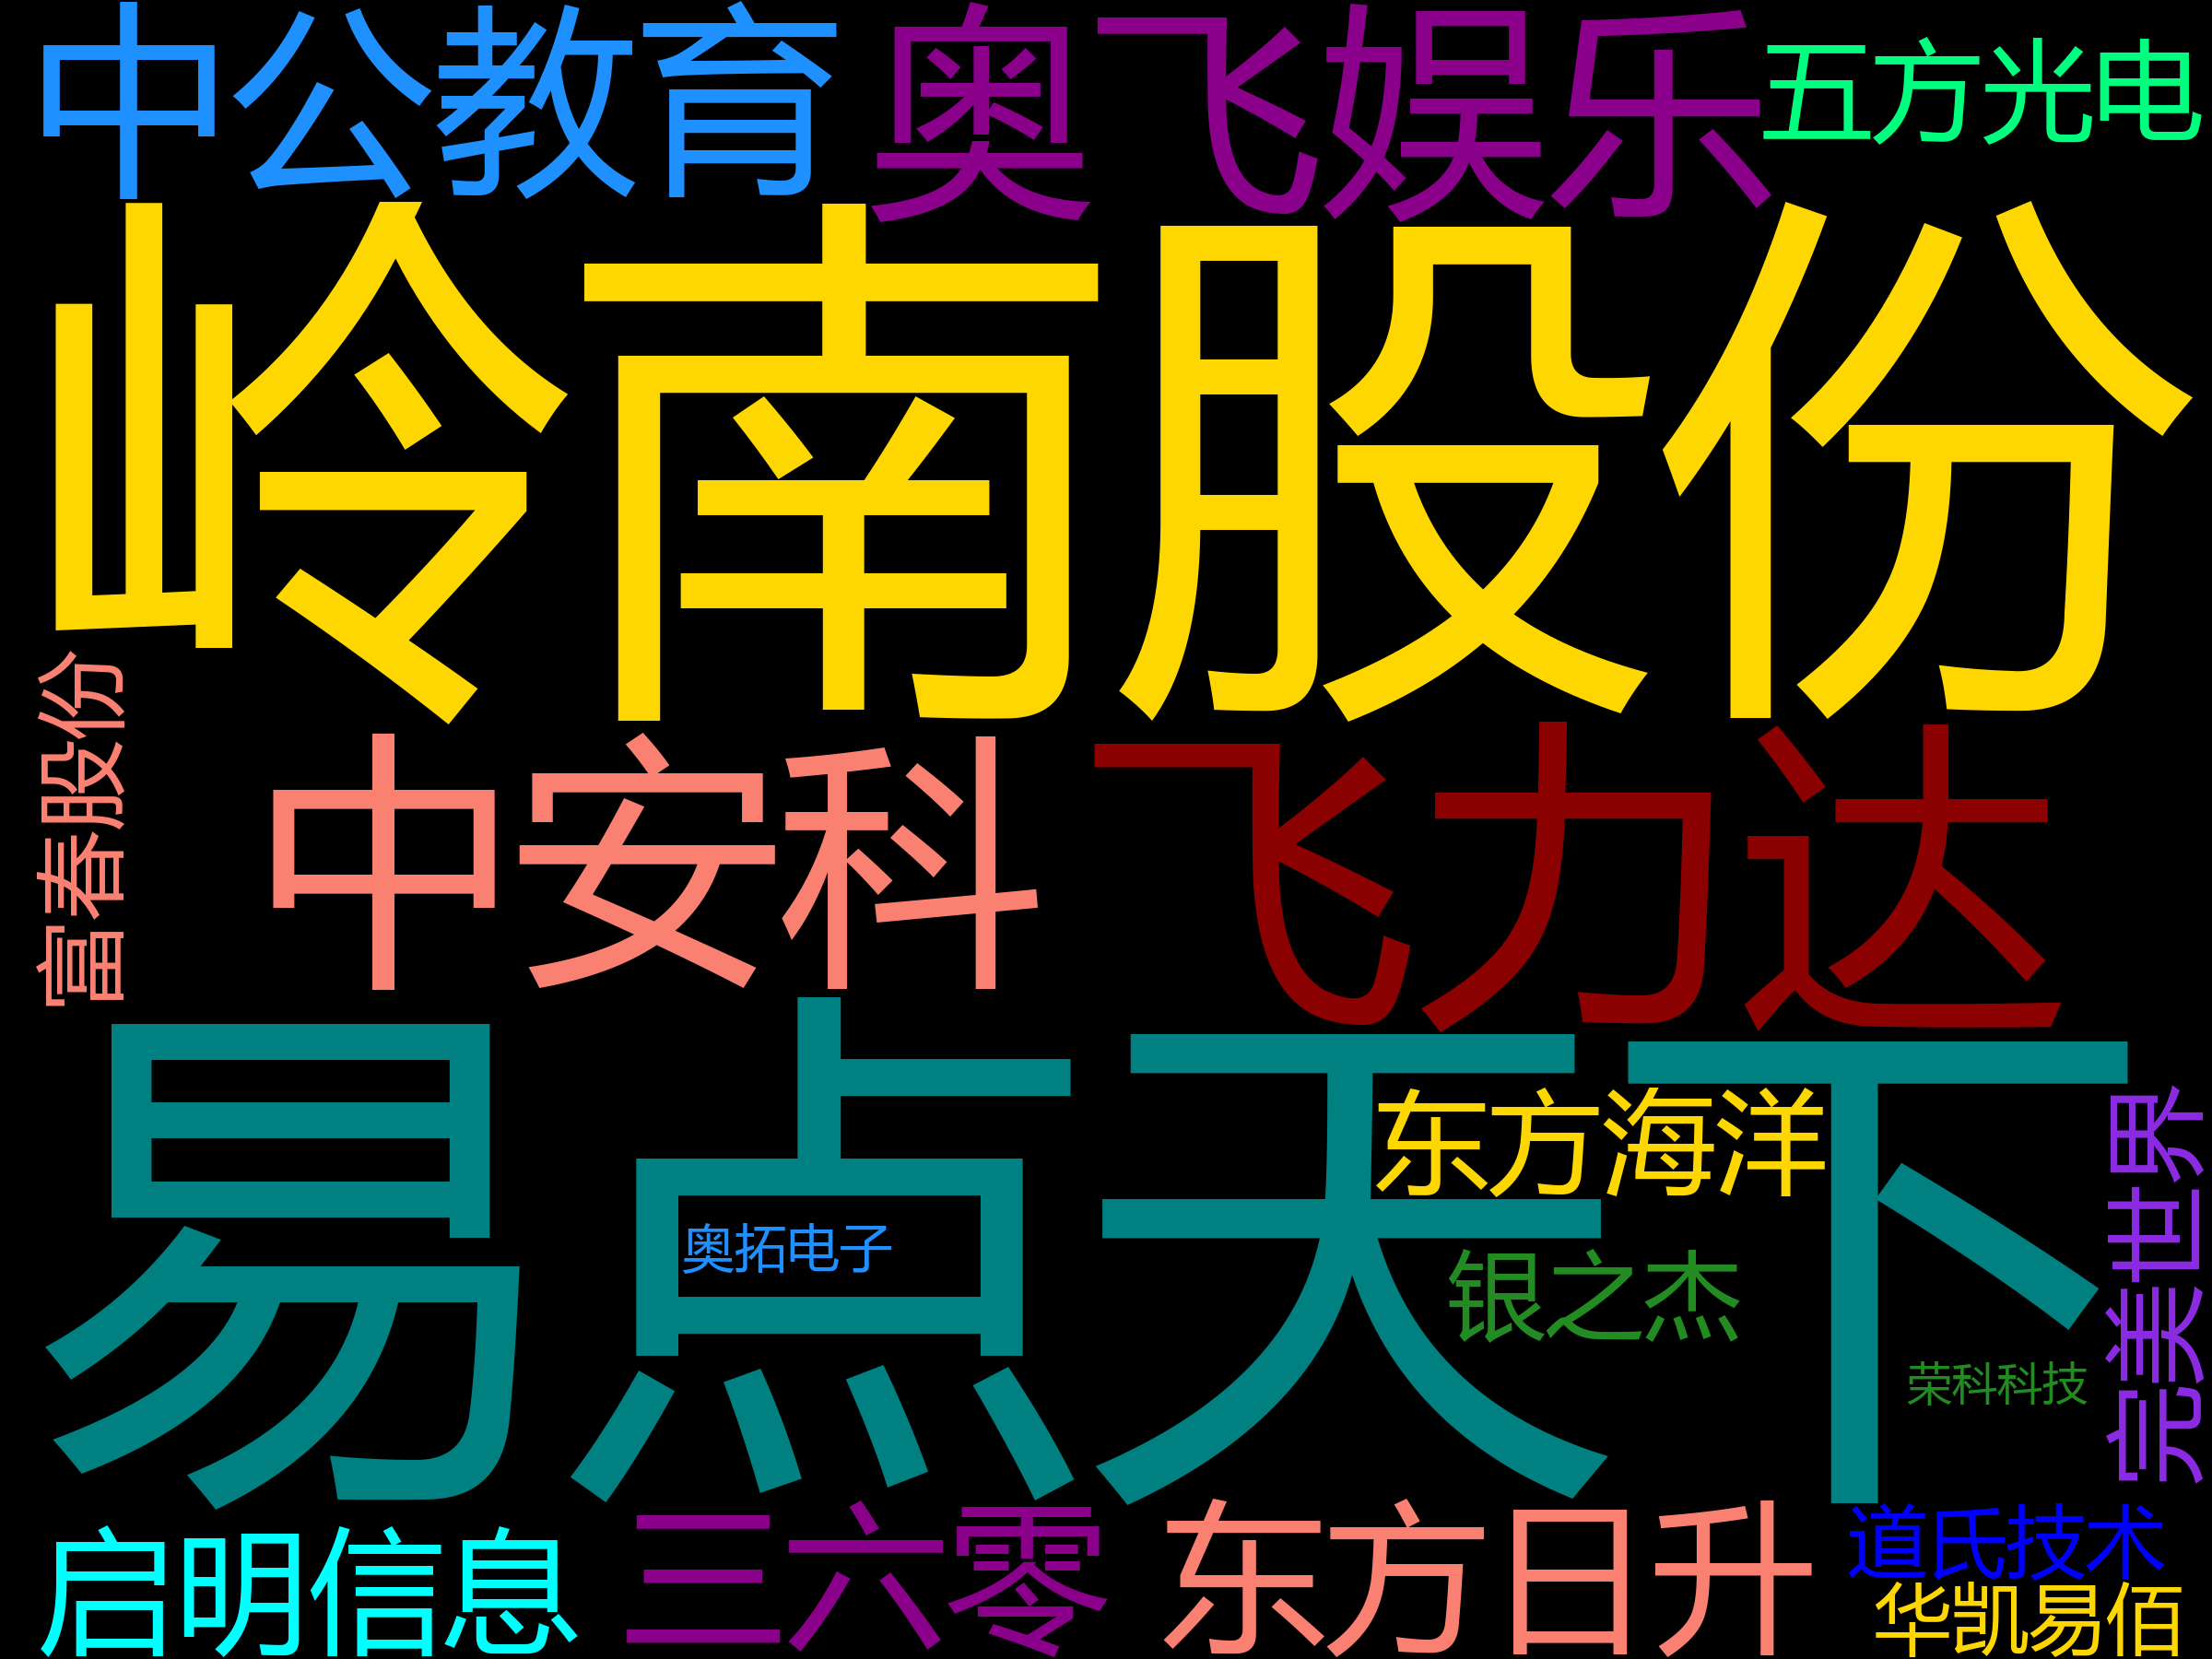 中公教育
奥飞娱乐
五方光电
岭南股份
富春股份
中安科
飞力达
易点天下
东方海洋
奥拓电子
银之杰
荣科科技
完美世界
启明信息
三六零
东方日升
道氏技术
华凯易佰